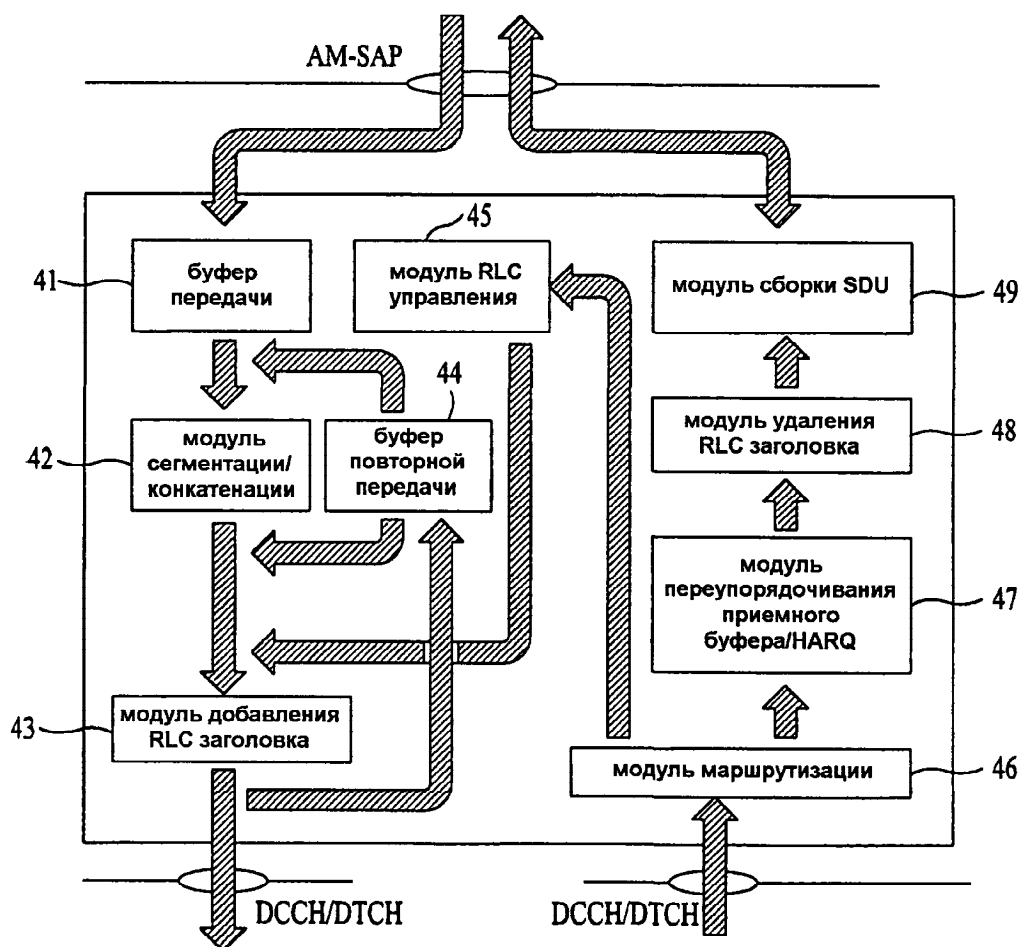 AM-SAP
45
41
буфер
передачи
модуль RLC
управления
модуль сборки SDU
49
44
42
модуль
сегментации/
конкатенации
буфер
повторной
передачи
модуль удаления
RLC заголовка
48
модуль
переупорядочивания
приемного
буфера/HARQ
47
43
модуль добавления
RLC заголовка
модуль маршрутизации
46
DCCH/DTCH
DCCH/DTCH